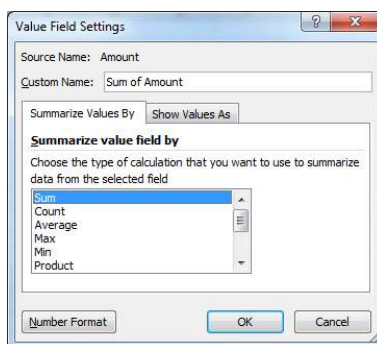 Value Field Settings
Source Name: Amount
Custom Name: Sum of Amount
Summarize Values By Show Values As
Summarize value field by
Choose the type of calculation that you want to use to summarize
data from the selected field
Sum
Count
Average
Max
Min
Product
Number Format OK Cancel